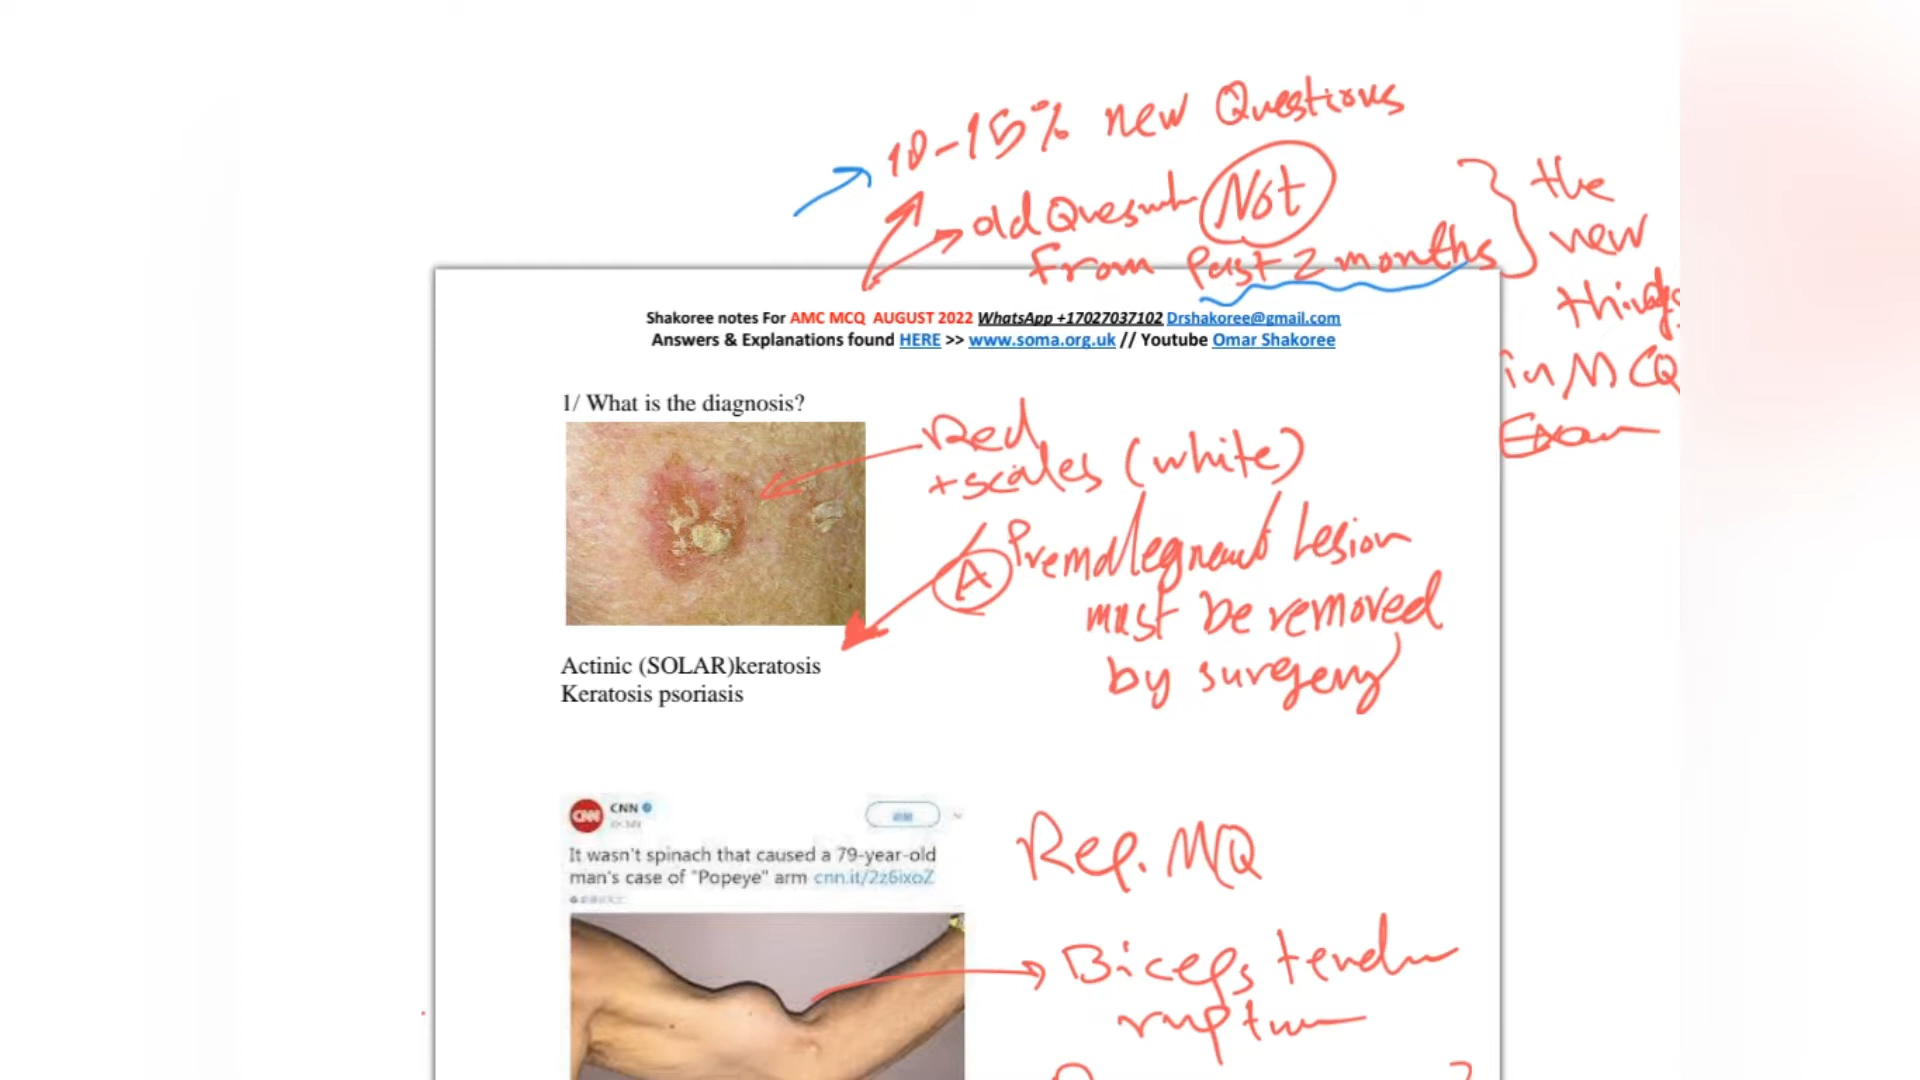 10-15% new Questions
old Questi Not
from Past 2 months
the
new
things
in MCQ
Exam
Shakoree notes For AMC MCQ AUGUST 2022 WhatsApp +17027037102 Drshakoree@gmail.com
Answers & Explanations found HERE >> www.soma.org.uk // Youtube Omar Shakoree
1/ What is the diagnosis?
Red
+scales (white)
A Premalegnant Lesion
must be removed
by surgery
Actinic (SOLAR)keratosis
Keratosis psoriasis
CNN
It wasn't spinach that caused a 79-year-old
man's case of "Popeye" arm cnn.it/2z6ixoZ
Rep. MQ
Biceps tendon
rupture